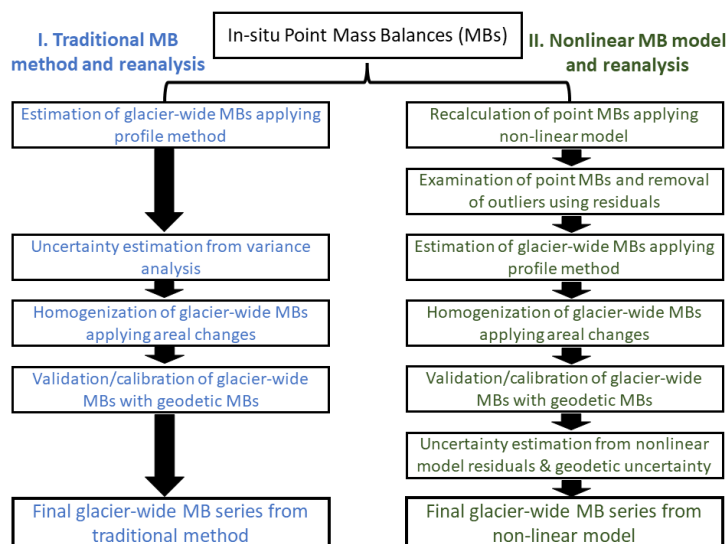 In-situ Point Mass Balances (MBs)
I. Traditional MB
method and reanalysis
II. Nonlinear MB model
and reanalysis
Estimation of glacier-wide MBs applying
profile method
Uncertainty estimation from variance
analysis
Homogenization of glacier-wide MBs
applying areal changes
Validation/calibration of glacier-wide
MBs with geodetic MBs
Final glacier-wide MB series from
traditional method
Recalculation of point MBs applying
non-linear model
Examination of point MBs and removal
of outliers using residuals
Estimation of glacier-wide MBs applying
profile method
Homogenization of glacier-wide MBs
applying areal changes
Validation/calibration of glacier-wide
MBs with geodetic MBs
Uncertainty estimation from nonlinear
model residuals & geodetic uncertainty
Final glacier-wide MB series from
non-linear model